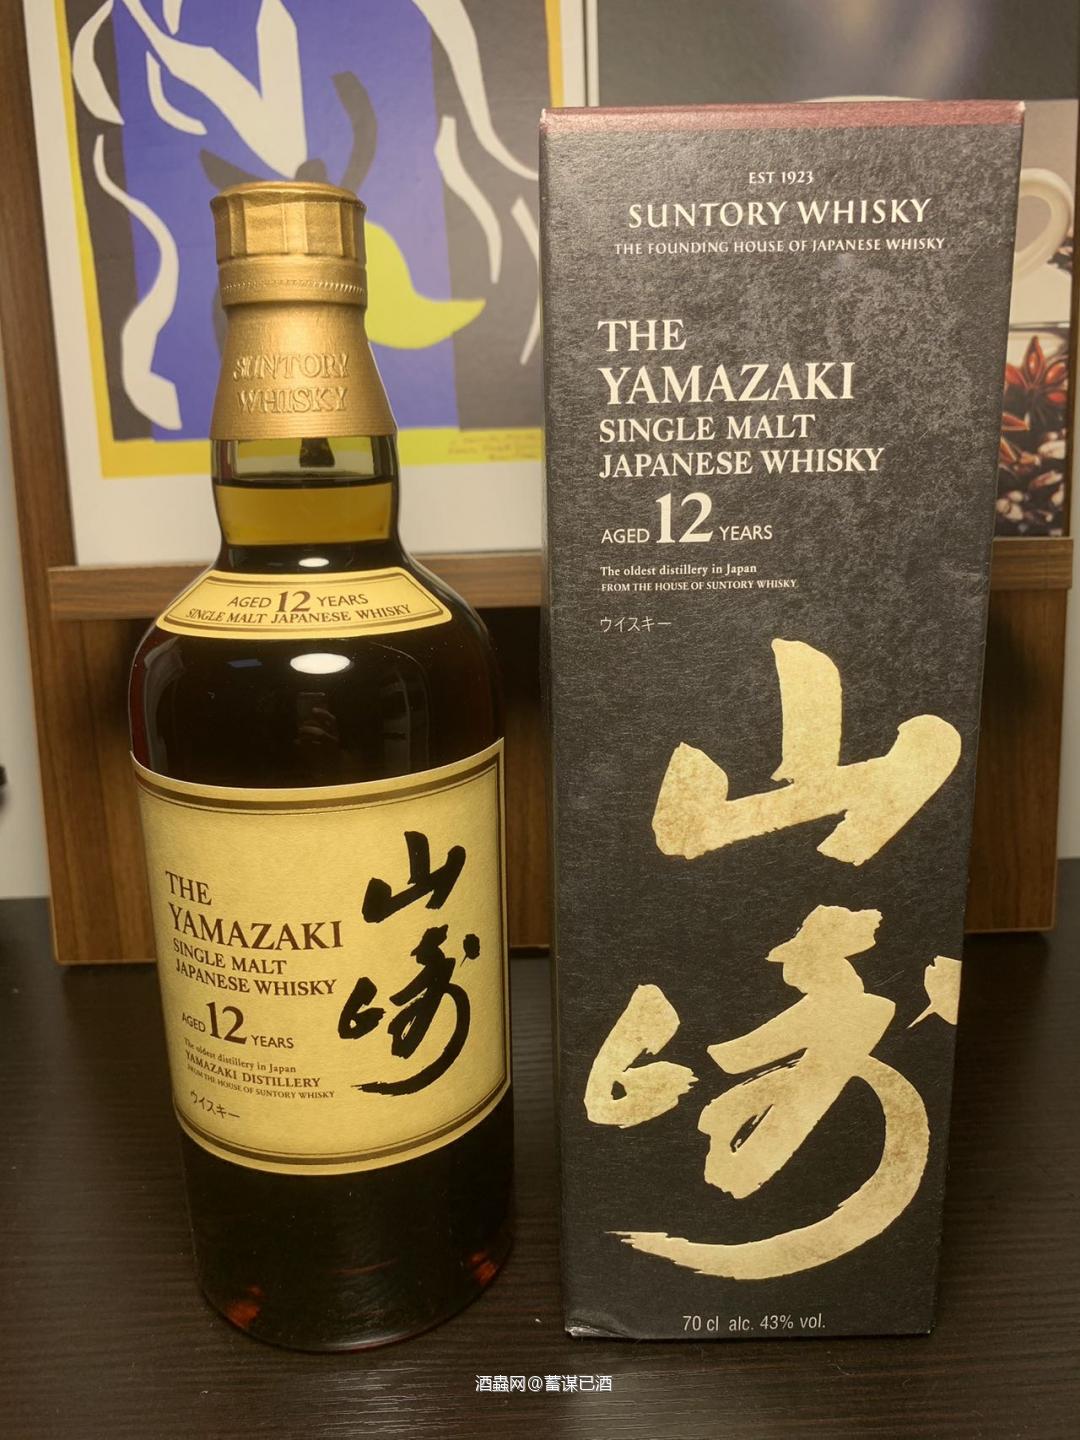 SUNTORY
WHISKY
AGED 12 YEARS
SINGLE MALT JAPANESE WHISKY
THE
YAMAZAKI
SINGLE MALT
JAPANESE WHISKY
AGED 12 YEARS
The oldest distillery in Japan
YAMAZAKI DISTILLERY
FROM THE HOUSE OF SUNTORY WHISKY
ウイスキー
山崎
EST 1923
SUNTORY WHISKY
THE FOUNDING HOUSE OF JAPANESE WHISKY
THE
YAMAZAKI
SINGLE MALT
JAPANESE WHISKY
AGED 12 YEARS
The oldest distillery in Japan
FROM THE HOUSE OF SUNTORY WHISKY
ウイスキー
山崎
70 cl alc. 43% vol.
酒蟲网@蓄谋已酒